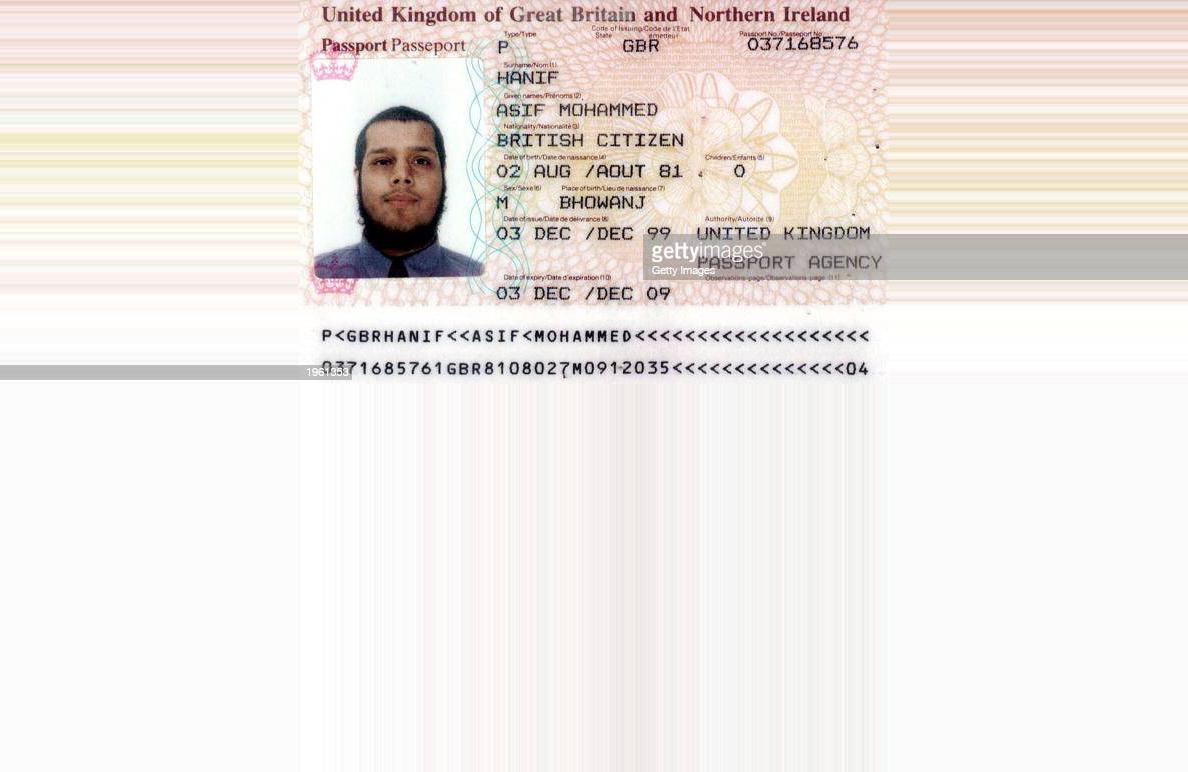 United Kingdom of Great Britain and Northern Ireland
Passport Passeport
Type/Type
Code of Issuing/Code de l'Etat
State émetteur
Passport No./Passeport No.
P GBR 037168576
Surname/Nom (1)
HANIF
Given names/Prénoms (2)
ASIF MOHAMMED
Nationality/Nationalité (3)
BRITISH CITIZEN
Date of birth/Date de naissance (4) Children/Enfants (5)
02 AUG /AOUT 81 0
Sex/Sexe (6) Place of birth/Lieu de naissance (7)
M BHOWANJ
Date of issue/Date de délivrance (8) Authority/Autorité (9)
03 DEC /DEC 99 UNITED KINGDOM
gettyimages
PASSPORT AGENCY
Getty Images
Date of expiry/Date d'expiration (10) Observations-page/Observations-page (11)
03 DEC /DEC 09
P<GBRHANIF<<ASIF<MOHAMMED<<<<<<<<<<<<<<<<<<<
0371685761GBR8108027M0912035<<<<<<<<<<<<<<04
1961353